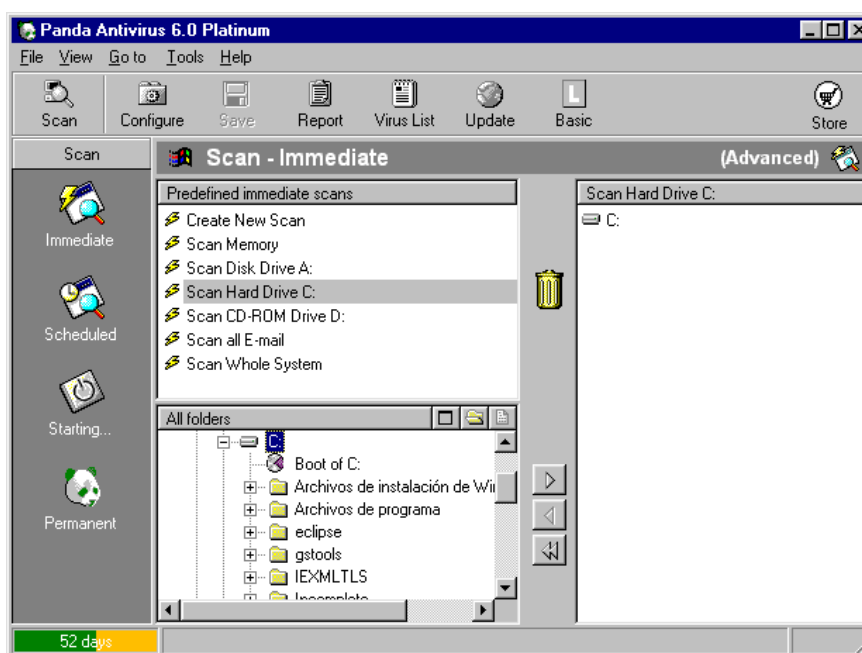 Panda Antivirus 6.0 Platinum
File View Go to Tools Help
Scan Configure Save Report Virus List Update Basic Store
Scan
Scan - Immediate (Advanced)
Immediate
Scheduled
Starting...
Permanent
Predefined immediate scans
Create New Scan
Scan Memory
Scan Disk Drive A:
Scan Hard Drive C:
Scan CD-ROM Drive D:
Scan all E-mail
Scan Whole System
All folders
C:
Boot of C:
Archivos de instalación de Wi
Archivos de programa
eclipse
gstools
IEXMLTLS
Incomplete
Scan Hard Drive C:
C:
52 days